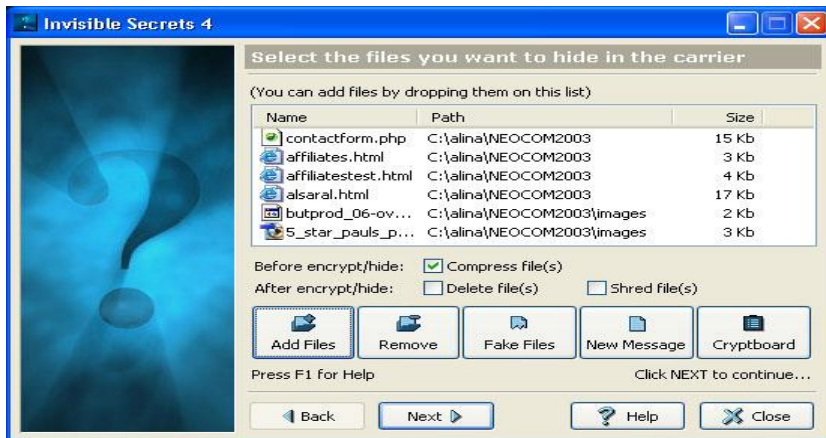 Invisible Secrets 4
Select the files you want to hide in the carrier
(You can add files by dropping them on this list)
Name Path Size
contactform.php C:\alina\NEOCOM2003 15 Kb
affiliates.html C:\alina\NEOCOM2003 3 Kb
affiliatestest.html C:\alina\NEOCOM2003 4 Kb
alsaral.html C:\alina\NEOCOM2003 17 Kb
butprod_06-ov... C:\alina\NEOCOM2003\images 2 Kb
5_star_pauls_p... C:\alina\NEOCOM2003\images 3 Kb
Before encrypt/hide: Compress file(s)
After encrypt/hide: Delete file(s) Shred file(s)
Add Files Remove Fake Files New Message Cryptboard
Press F1 for Help Click NEXT to continue...
Back Next Help Close